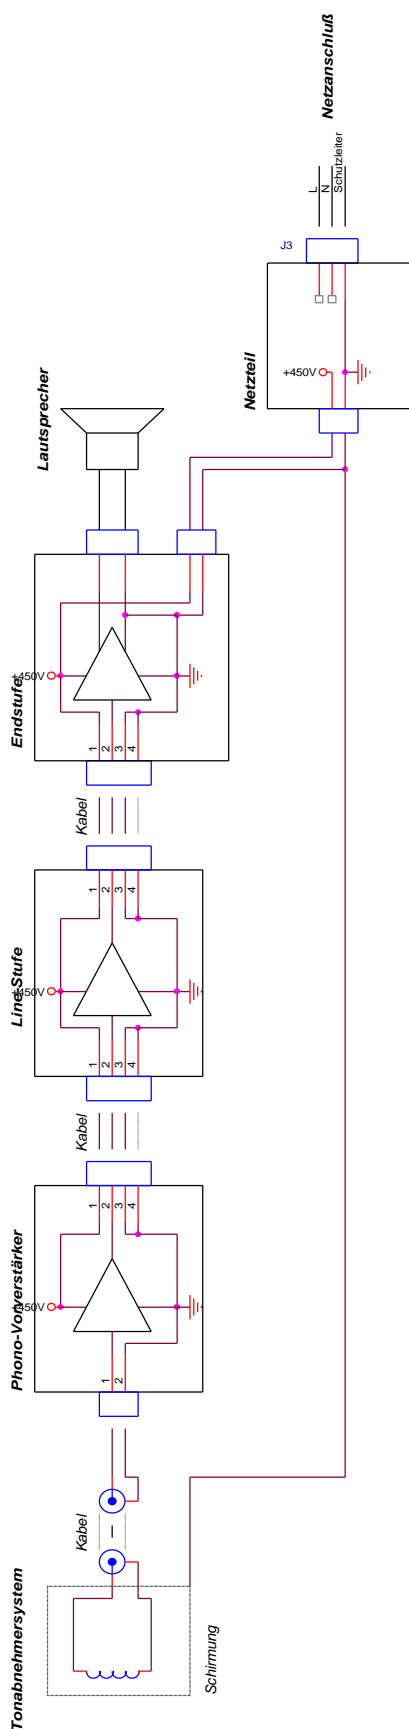 Tonabnehmersystem
Schirmung
Kabel
Phono-Vorverstärker
+450V
1
2
1
2
3
4
Kabel
Line-Stufe
+450V
1
2
3
4
1
2
3
4
Kabel
Endstufe
+450V
1
2
3
4
Lautsprecher
Netzteil
+450V
J3
L
N
Schutzleiter
Netzanschluß